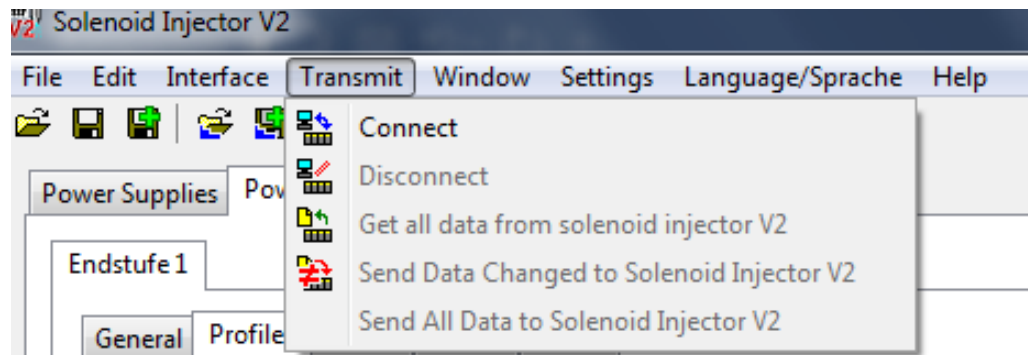 V2 Solenoid Injector V2
File Edit Interface Transmit Window Settings Language/Sprache Help
Connect
Power Supplies
Disconnect
Get all data from solenoid injector V2
Endstufe 1
Send Data Changed to Solenoid Injector V2
General Profile
Send All Data to Solenoid Injector V2